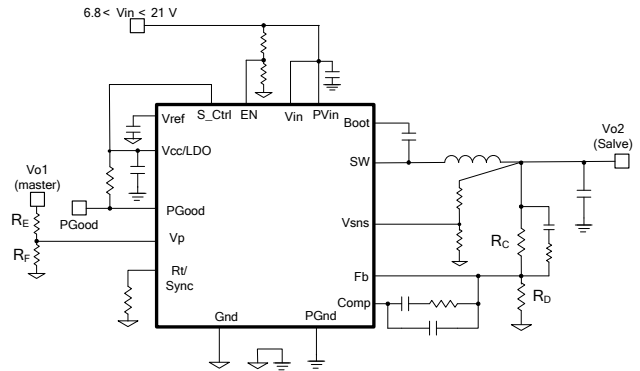 6.8 < Vin < 21 V
S_Ctrl EN Vin PVin
Vref
Boot
Vcc/LDO
SW
Vo2
(Salve)
Vo1
(master)
PGood
PGood
Vsns
RE
RC
Vp
RF
Rt/
Sync
Fb
RD
Comp
Gnd
PGnd